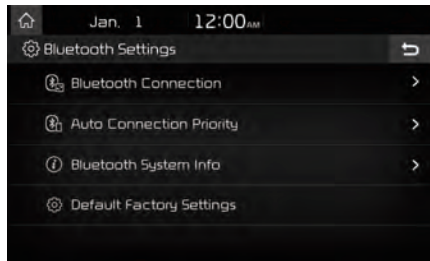 Jan. 1 12:00AM
Bluetooth Settings
Bluetooth Connection
Auto Connection Priority
Bluetooth System Info
Default Factory Settings